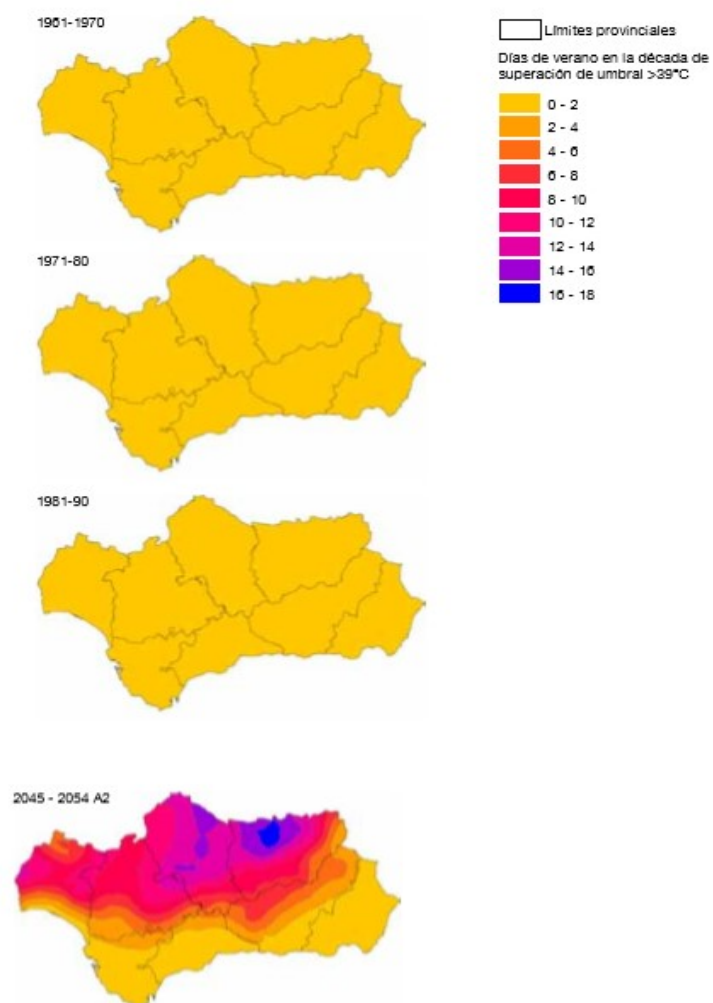 1961-1970
Límites provinciales
Días de verano en la década de
superación de umbral >39°C
0 - 2
2 - 4
4 - 6
6 - 8
8 - 10
10 - 12
12 - 14
14 - 16
16 - 18
1971-80
1981-90
2045 - 2054 A2